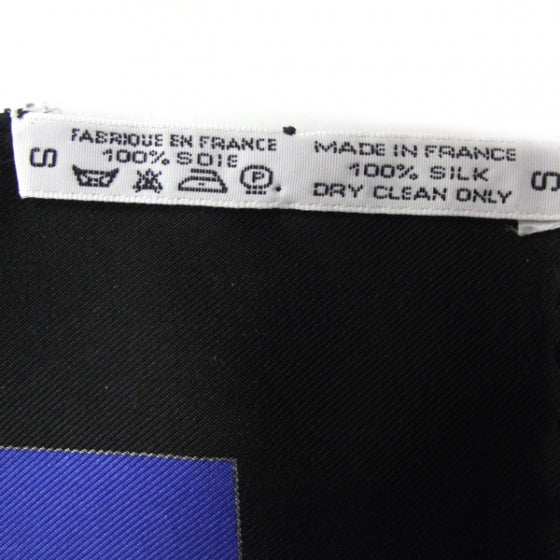 S
FABRIQUE EN FRANCE
100% SOIE
P
MADE IN FRANCE
100% SILK
DRY CLEAN ONLY
S